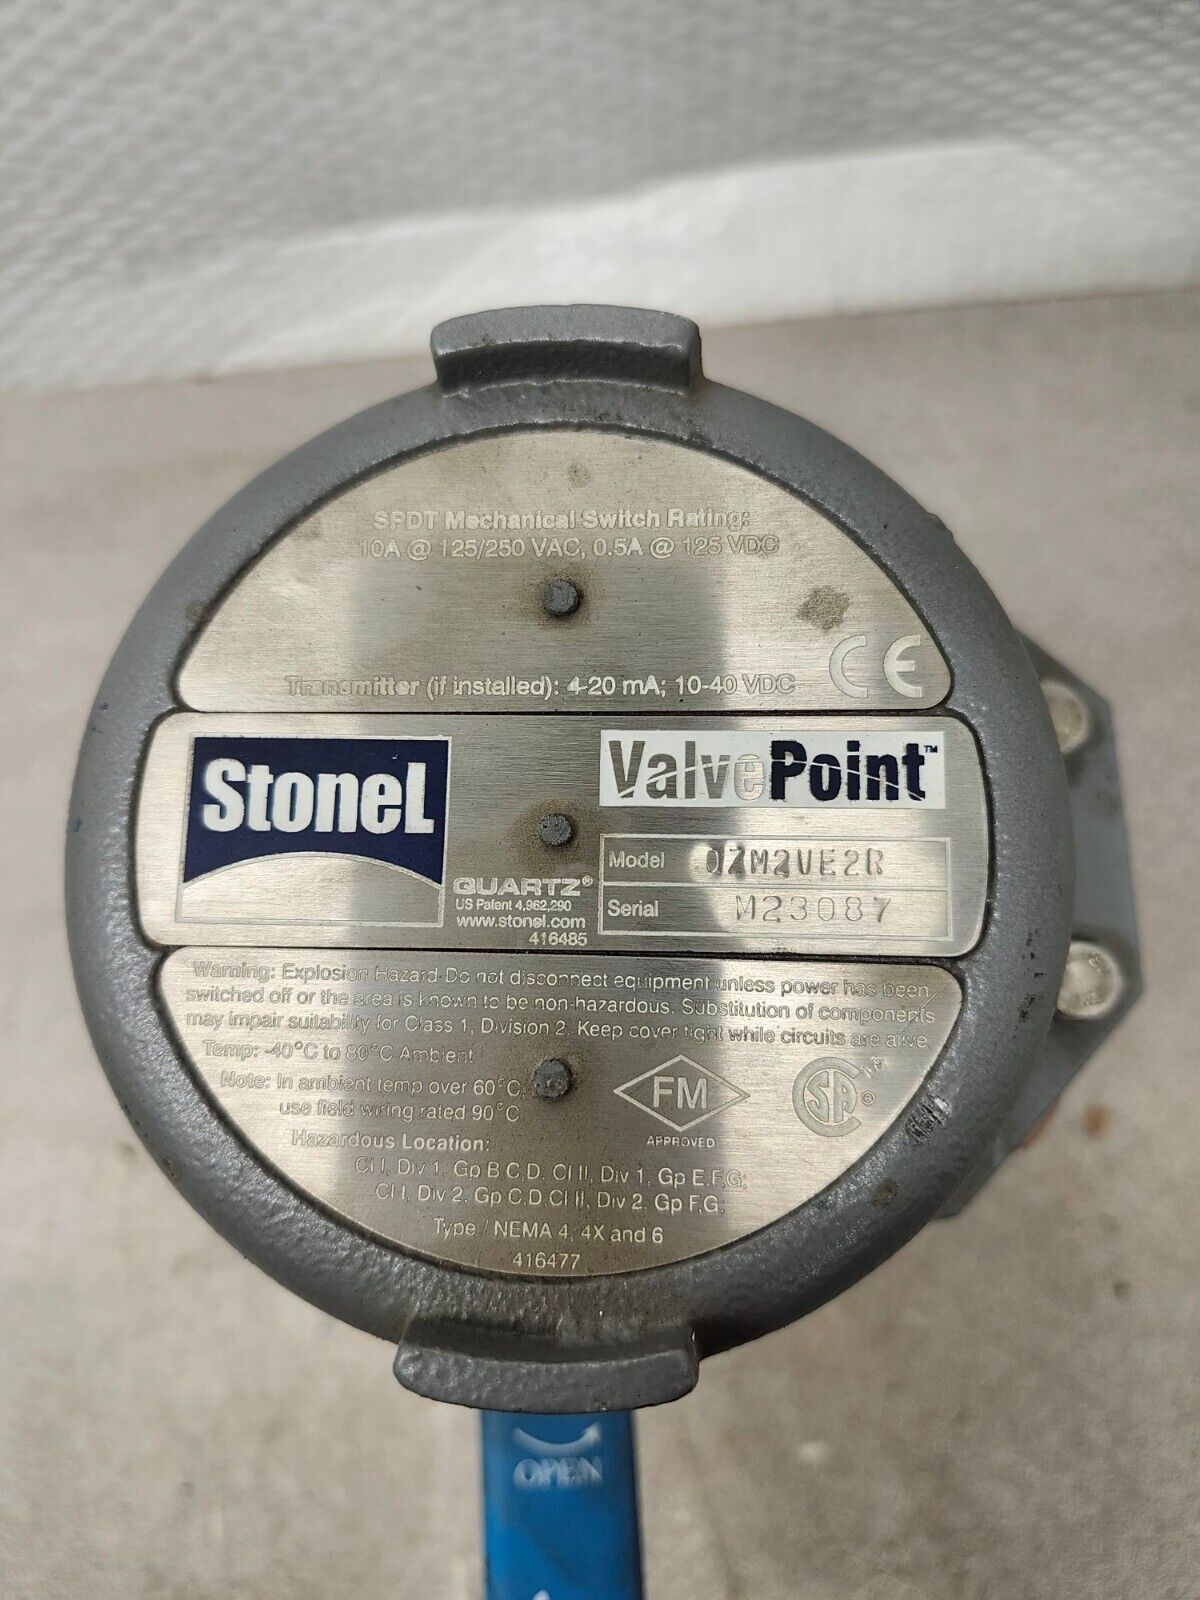 SPDT Mechanical Switch Rating:
10A @ 125/250 VAC, 0.5A @ 125 VDC
CE
Transmitter (if installed): 4-20 mA; 10-40 VDC
StoneL
ValvePoint™
QUARTZ®
US Patent 4,962,290
www.stonel.com
416485
Model QZM2VE2R
Serial M23087
Warning: Explosion Hazard-Do not disconnect equipment unless power has been
switched off or the area is known to be non-hazardous. Substitution of components
may impair suitability for Class 1, Division 2. Keep cover tight while circuits are alive.
Temp: -40°C to 80°C Ambient
Note: In ambient temp over 60°C,
use field wiring rated 90°C.
FM
APPROVED
CSA ®
Hazardous Location:
Cl I, Div 1, Gp B,C,D, Cl II, Div 1, Gp E,F,G;
Cl I, Div 2, Gp C,D,Cl II, Div 2, Gp F,G;
Type / NEMA 4, 4X and 6
416477
OPEN